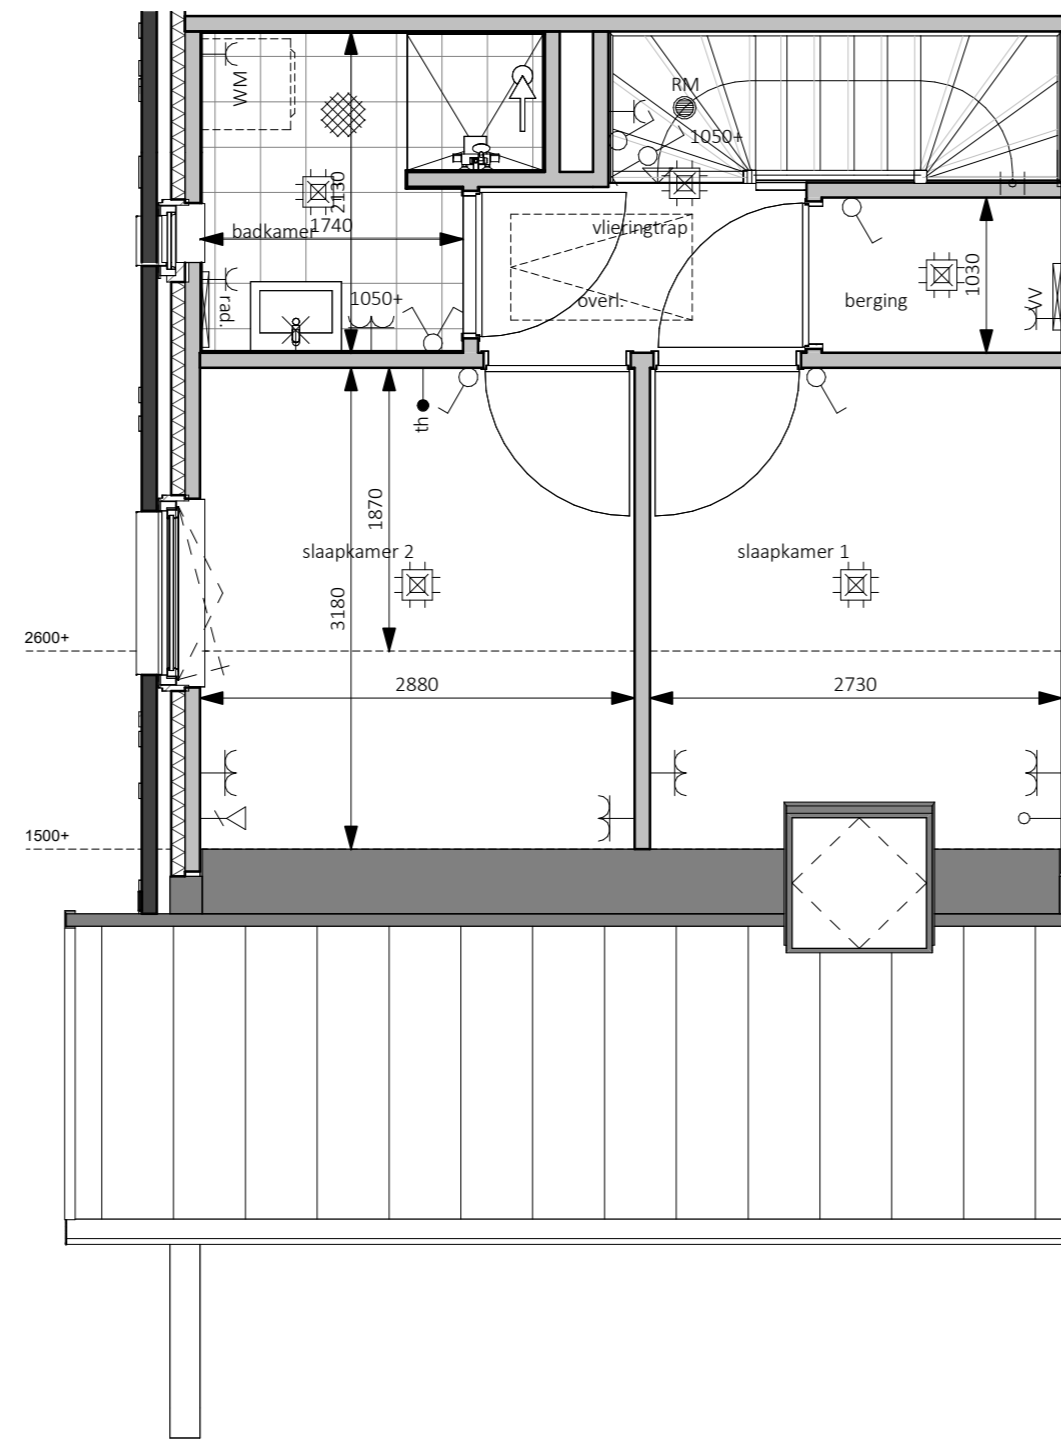 WM
RM
1050+
2130
badkamer
1740
vlieringtrap
1030
rad.
1050+
overl.
berging
VV
th
1870
slaapkamer 2
slaapkamer 1
3180
2600+
2880
2730
1500+